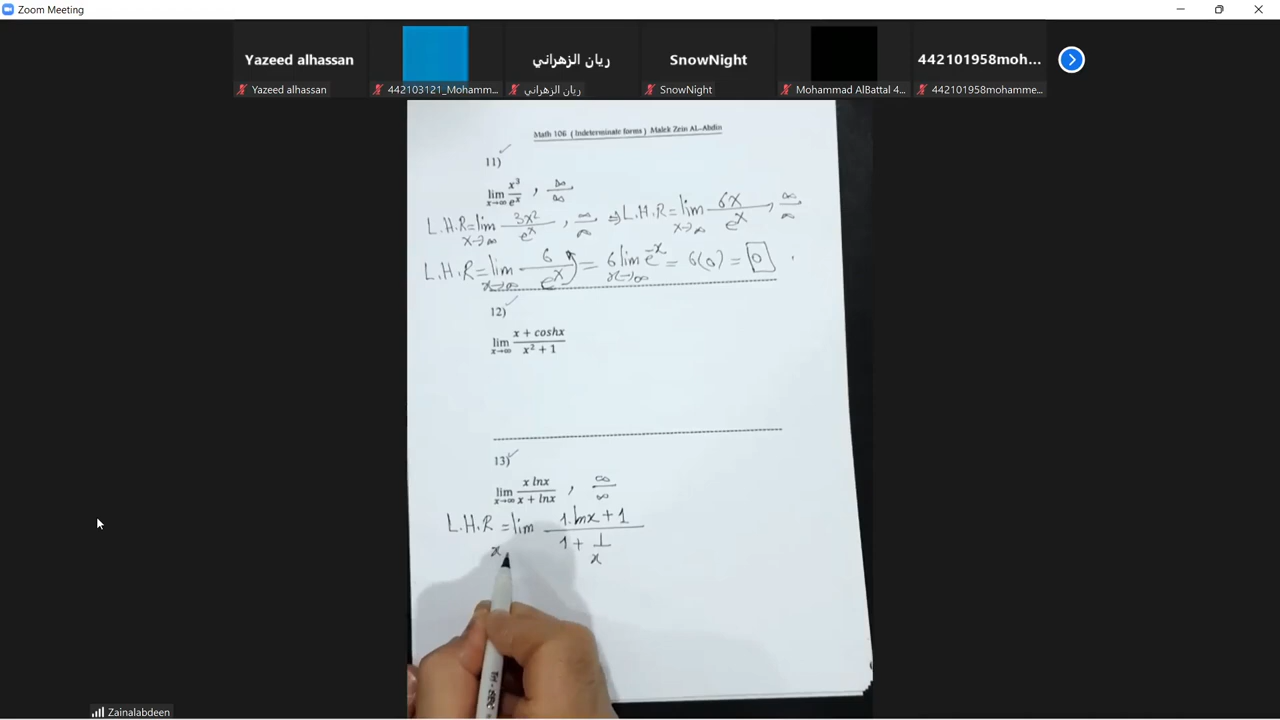 Zoom Meeting
Yazeed alhassan
ريان الزهراني
SnowNight
442101958moh...
Yazeed alhassan
442103121_Mohamm...
ريان الزهراني
SnowNight
Mohammad AlBattal 4...
442101958mohamme...
Math 106 ( Indeterminate forms ) Malek Zein AL-Abdin
11)
lim x→∞ x³/eˣ , ∞/∞
L.H.R = lim x→∞ 3x²/eˣ , ∞/∞ ⇒ L.H.R = lim x→∞ 6x/eˣ , ∞/∞
L.H.R = lim x→∞ 6/eˣ = 6 lim x→∞ e⁻ˣ = 6(0) = 0
12)
lim x→∞ (x + coshx)/(x² + 1)
13)
lim x→∞ (x lnx)/(x + lnx) , ∞/∞
L.H.R = lim x (1.lnx + 1)/(1 + 1/x)
Zainalabdeen